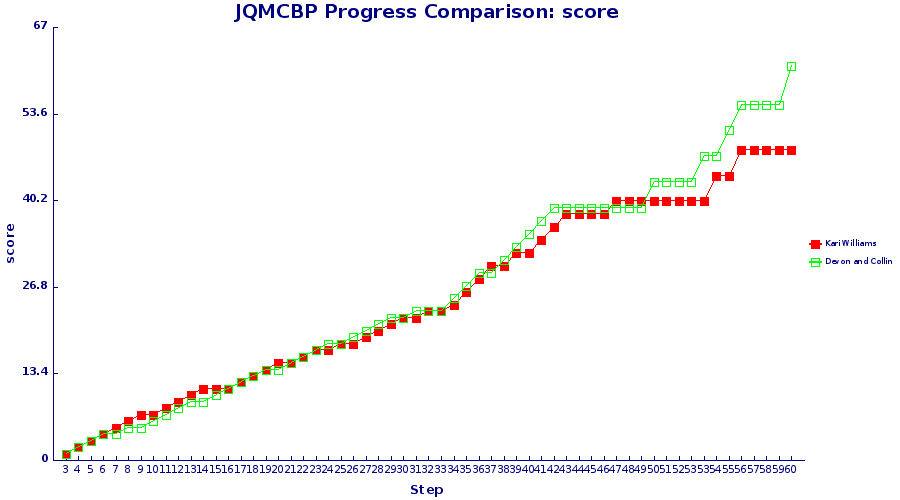 JQMCBP Progress Comparison: score
67
53.6
40.2
26.8
13.4
0
score
3 4 5 6 7 8 9 10 11 12 13 14 15 16 17 18 19 20 21 22 23 24 25 26 27 28 29 30 31 32 33 34 35 36 37 38 39 40 41 42 43 44 45 46 47 48 49 50 51 52 53 54 55 56 57 58 59 60
Step
Kari Williams
Devon and Collin